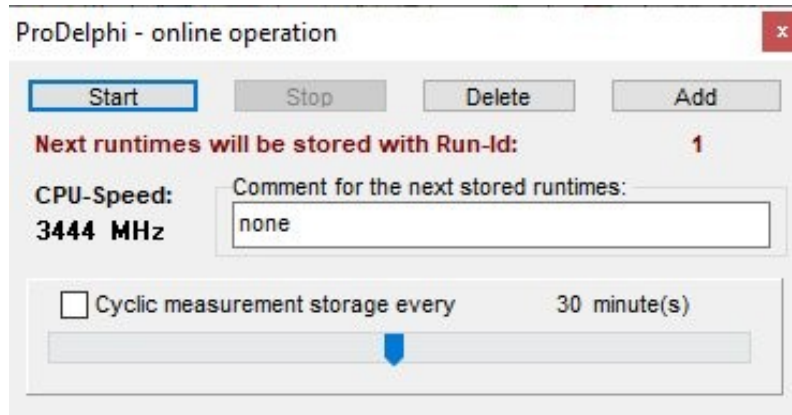 ProDelphi - online operation x
Start Stop Delete Add
Next runtimes will be stored with Run-Id: 1
Comment for the next stored runtimes:
CPU-Speed:
none
3444 MHz
Cyclic measurement storage every 30 minute(s)